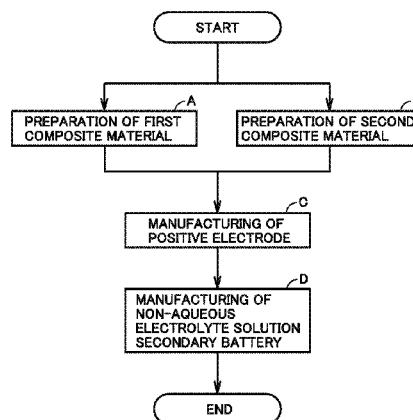 START
A
PREPARATION OF FIRST
COMPOSITE MATERIAL
PREPARATION OF SECOND
COMPOSITE MATERIAL
C
MANUFACTURING OF
POSITIVE ELECTRODE
D
MANUFACTURING OF
NON-AQUEOUS
ELECTROLYTE SOLUTION
SECONDARY BATTERY
END